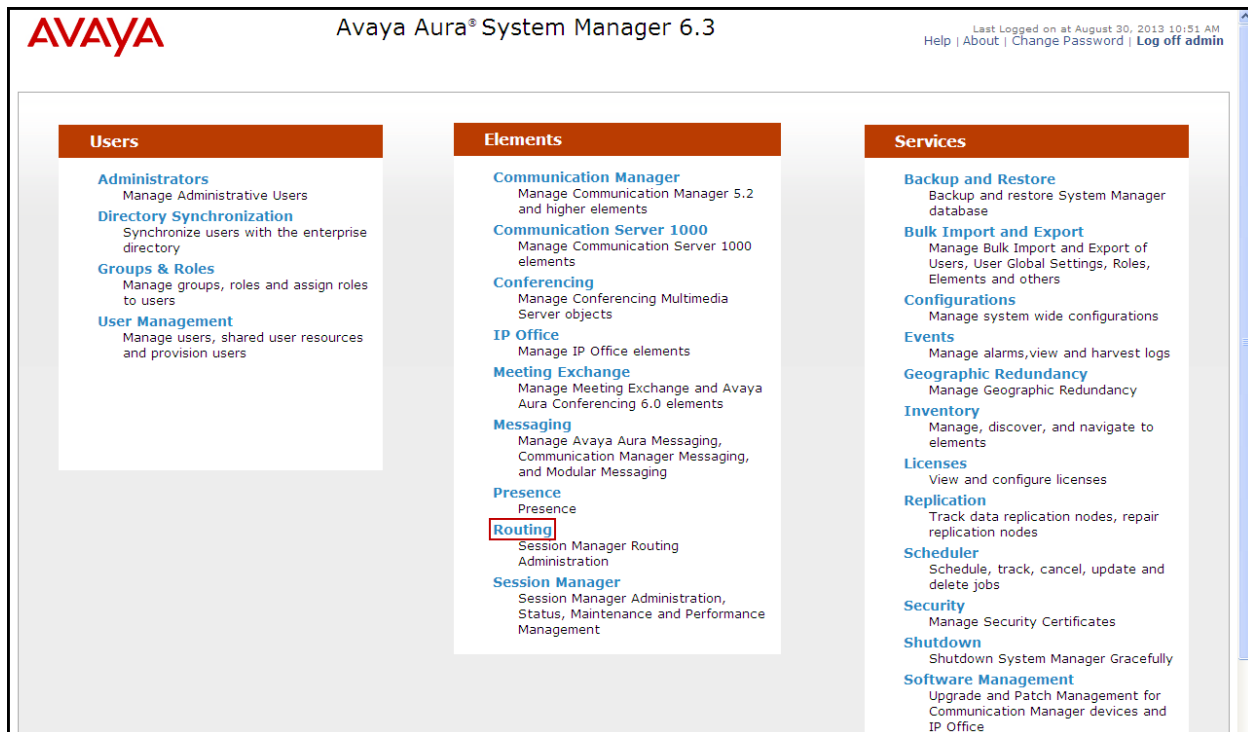 AVAYA
Avaya Aura® System Manager 6.3
Last Logged on at August 30, 2013 10:51 AM
Help | About | Change Password | Log off admin
Users
Administrators
Manage Administrative Users
Directory Synchronization
Synchronize users with the enterprise
directory
Groups & Roles
Manage groups, roles and assign roles
to users
User Management
Manage users, shared user resources
and provision users
Elements
Communication Manager
Manage Communication Manager 5.2
and higher elements
Communication Server 1000
Manage Communication Server 1000
elements
Conferencing
Manage Conferencing Multimedia
Server objects
IP Office
Manage IP Office elements
Meeting Exchange
Manage Meeting Exchange and Avaya
Aura Conferencing 6.0 elements
Messaging
Manage Avaya Aura Messaging,
Communication Manager Messaging,
and Modular Messaging
Presence
Presence
Routing
Session Manager Routing
Administration
Session Manager
Session Manager Administration,
Status, Maintenance and Performance
Management
Services
Backup and Restore
Backup and restore System Manager
database
Bulk Import and Export
Manage Bulk Import and Export of
Users, User Global Settings, Roles,
Elements and others
Configurations
Manage system wide configurations
Events
Manage alarms,view and harvest logs
Geographic Redundancy
Manage Geographic Redundancy
Inventory
Manage, discover, and navigate to
elements
Licenses
View and configure licenses
Replication
Track data replication nodes, repair
replication nodes
Scheduler
Schedule, track, cancel, update and
delete jobs
Security
Manage Security Certificates
Shutdown
Shutdown System Manager Gracefully
Software Management
Upgrade and Patch Management for
Communication Manager devices and
IP Office